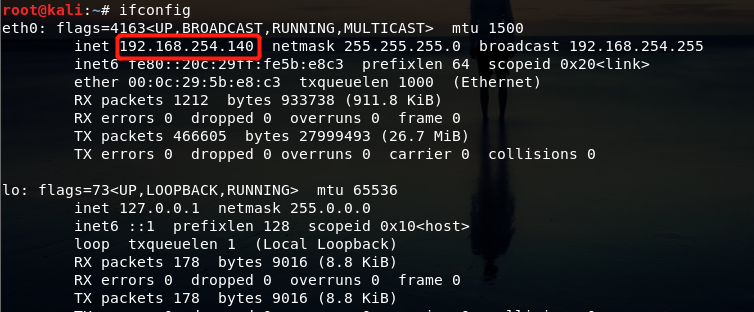 root@kali:~# ifconfig
eth0: flags=4163<UP,BROADCAST,RUNNING,MULTICAST>  mtu 1500
        inet 192.168.254.140  netmask 255.255.255.0  broadcast 192.168.254.255
        inet6 fe80::20c:29ff:fe5b:e8c3  prefixlen 64  scopeid 0x20<link>
        ether 00:0c:29:5b:e8:c3  txqueuelen 1000  (Ethernet)
        RX packets 1212  bytes 933738 (911.8 KiB)
        RX errors 0  dropped 0  overruns 0  frame 0
        TX packets 466605  bytes 27999493 (26.7 MiB)
        TX errors 0  dropped 0 overruns 0  carrier 0  collisions 0
lo: flags=73<UP,LOOPBACK,RUNNING>  mtu 65536
        inet 127.0.0.1  netmask 255.0.0.0
        inet6 ::1  prefixlen 128  scopeid 0x10<host>
        loop  txqueuelen 1  (Local Loopback)
        RX packets 178  bytes 9016 (8.8 KiB)
        RX errors 0  dropped 0  overruns 0  frame 0
        TX packets 178  bytes 9016 (8.8 KiB)